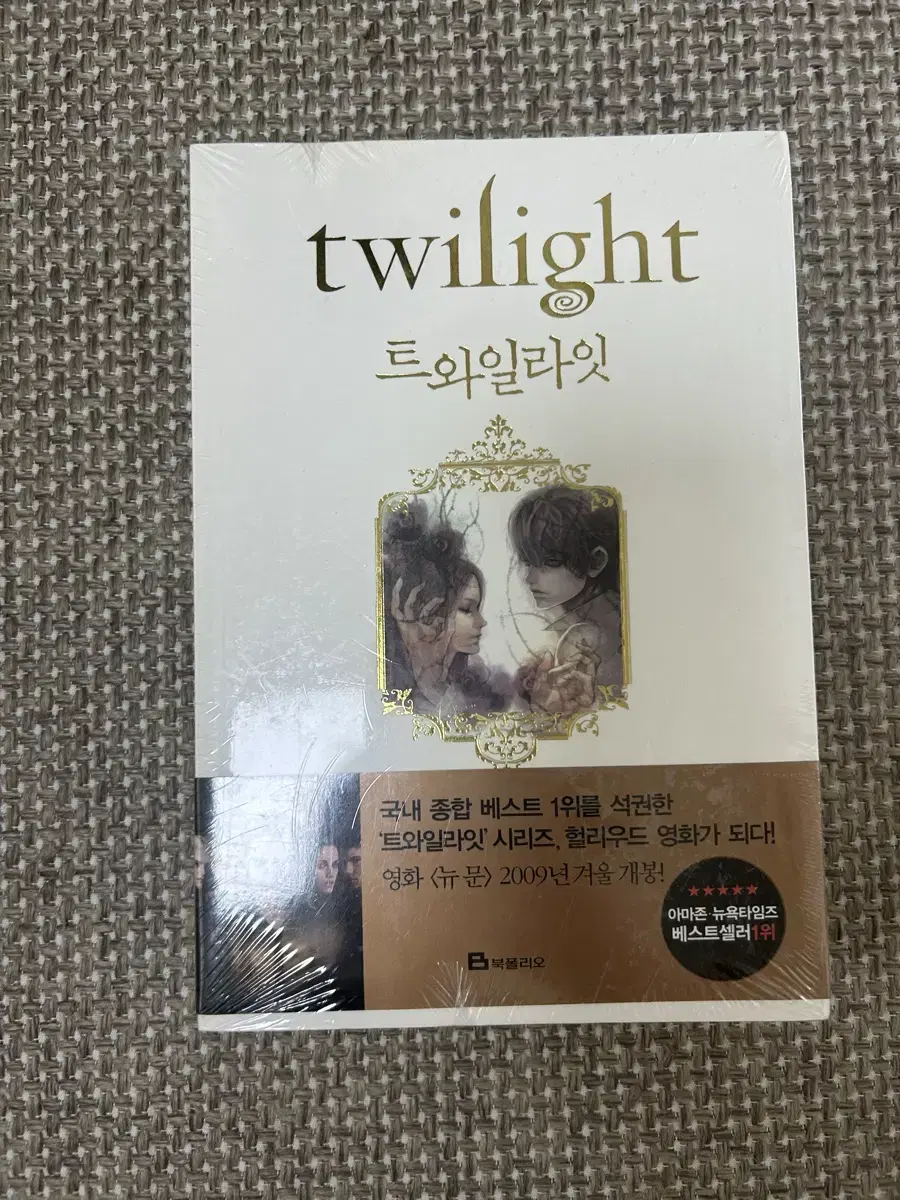 twilight
트와일라잇
국내 종합 베스트 1위를 석권한
'트와일라잇' 시리즈, 헐리우드 영화가 되다!
영화 〈뉴 문〉 2009년 겨울 개봉!
★★★★★
아마존·뉴욕타임즈
베스트셀러1위
B 북폴리오